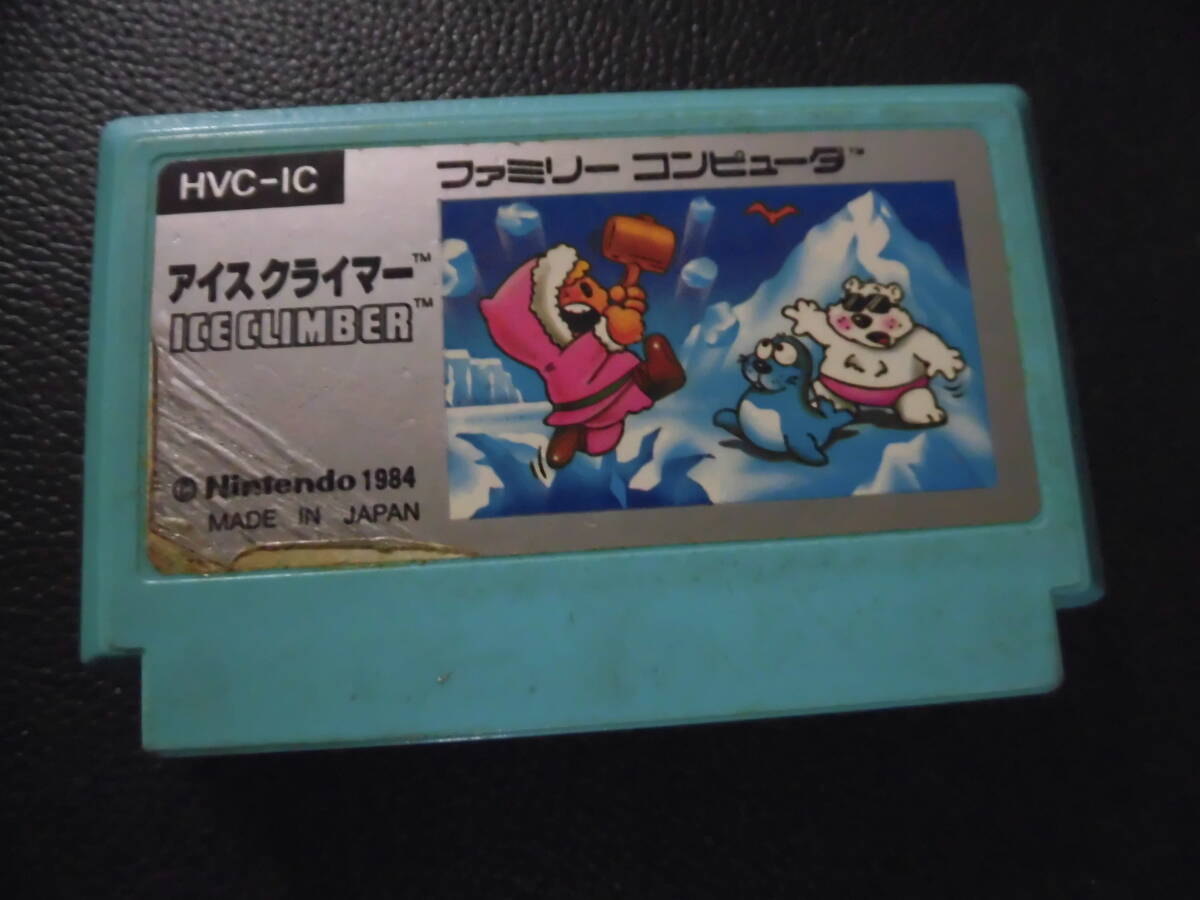 HVC-IC
ファミリー コンピュータ™
アイスクライマー™
ICE CLIMBER™
© Nintendo 1984
MADE IN JAPAN